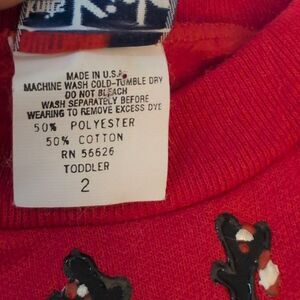 MADE IN U.S.
MACHINE WASH COLD-TUMBLE DRY
DO NOT BLEACH
WASH SEPARATELY BEFORE
WEARING TO REMOVE EXCESS DYE
50% POLYESTER
50% COTTON
RN 56626
TODDLER
2